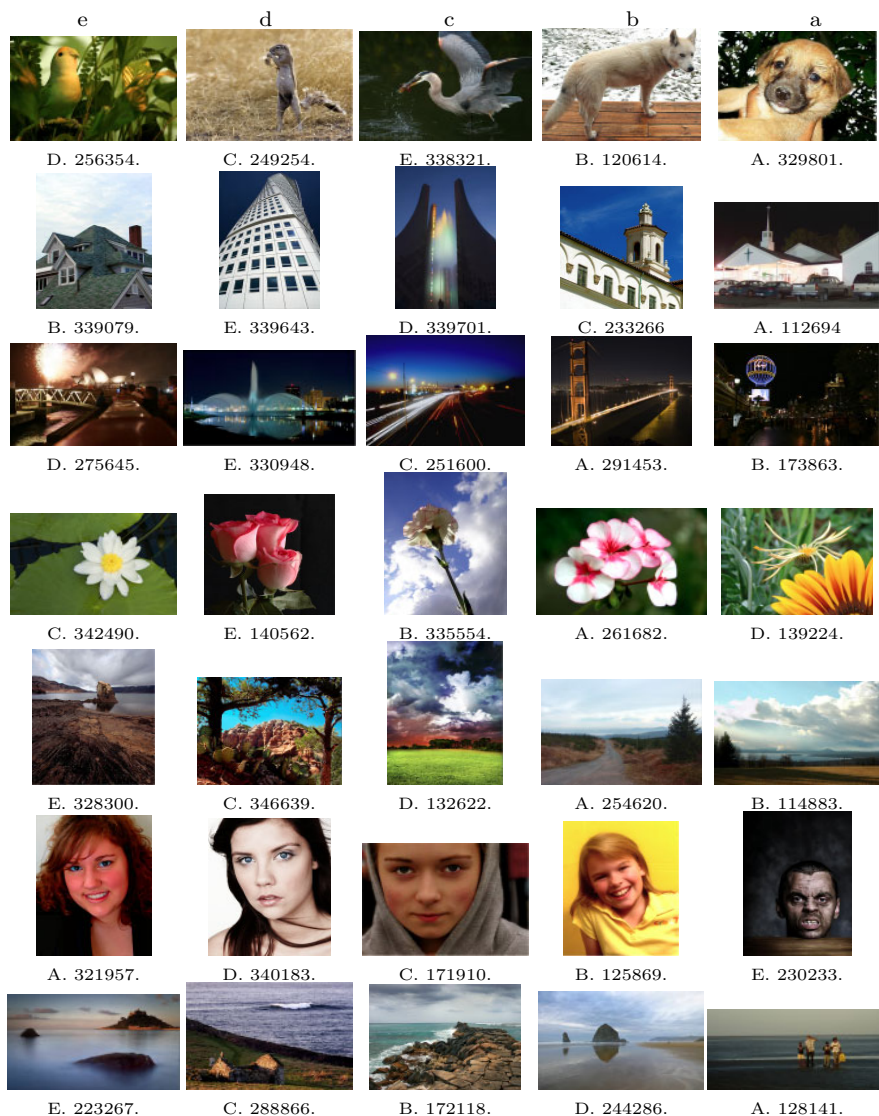 e d c b a
D. 256354. C. 249254. E. 338321. B. 120614. A. 329801.
B. 339079. E. 339643. D. 339701. C. 233266 A. 112694
D. 275645. E. 330948. C. 251600. A. 291453. B. 173863.
C. 342490. E. 140562. B. 335554. A. 261682. D. 139224.
E. 328300. C. 346639. D. 132622. A. 254620. B. 114883.
A. 321957. D. 340183. C. 171910. B. 125869. E. 230233.
E. 223267. C. 288866. B. 172118. D. 244286. A. 128141.